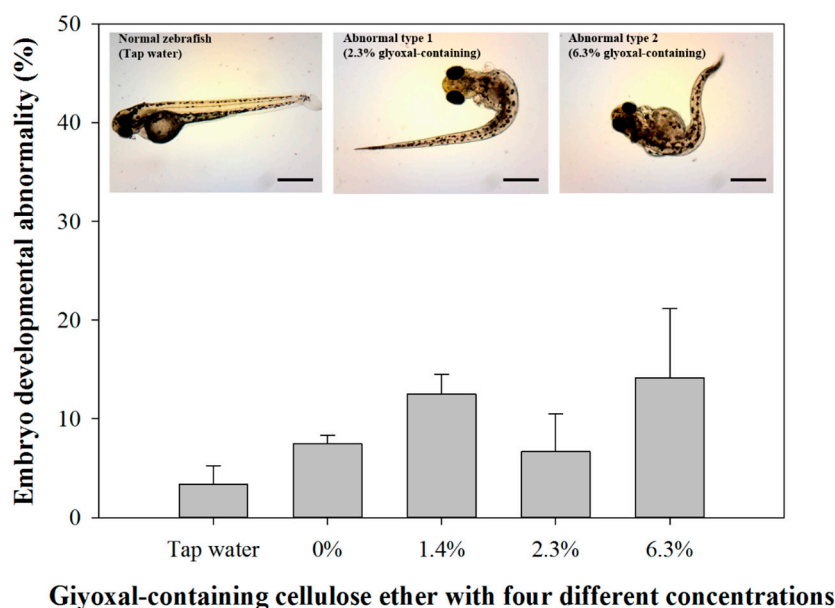 50
40
30
20
10
0
Embryo developmental abnormality (%)
Normal zebrafish
(Tap water)
Abnormal type 1
(2.3% glyoxal-containing)
Abnormal type 2
(6.3% glyoxal-containing)
Tap water 0% 1.4% 2.3% 6.3%
Giyoxal-containing cellulose ether with four different concentrations